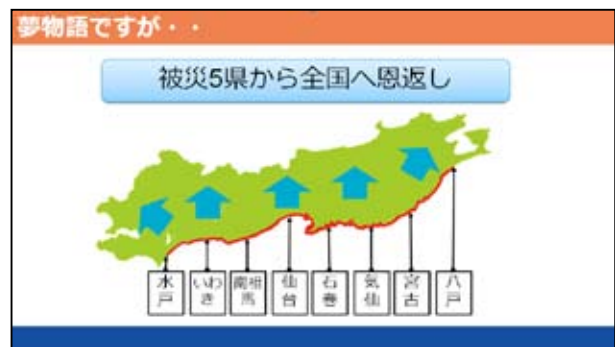 夢物語ですが・・
被災5県から全国へ恩返し
水戸
いわき
南相馬
仙台
石巻
気仙
宮古
八戸